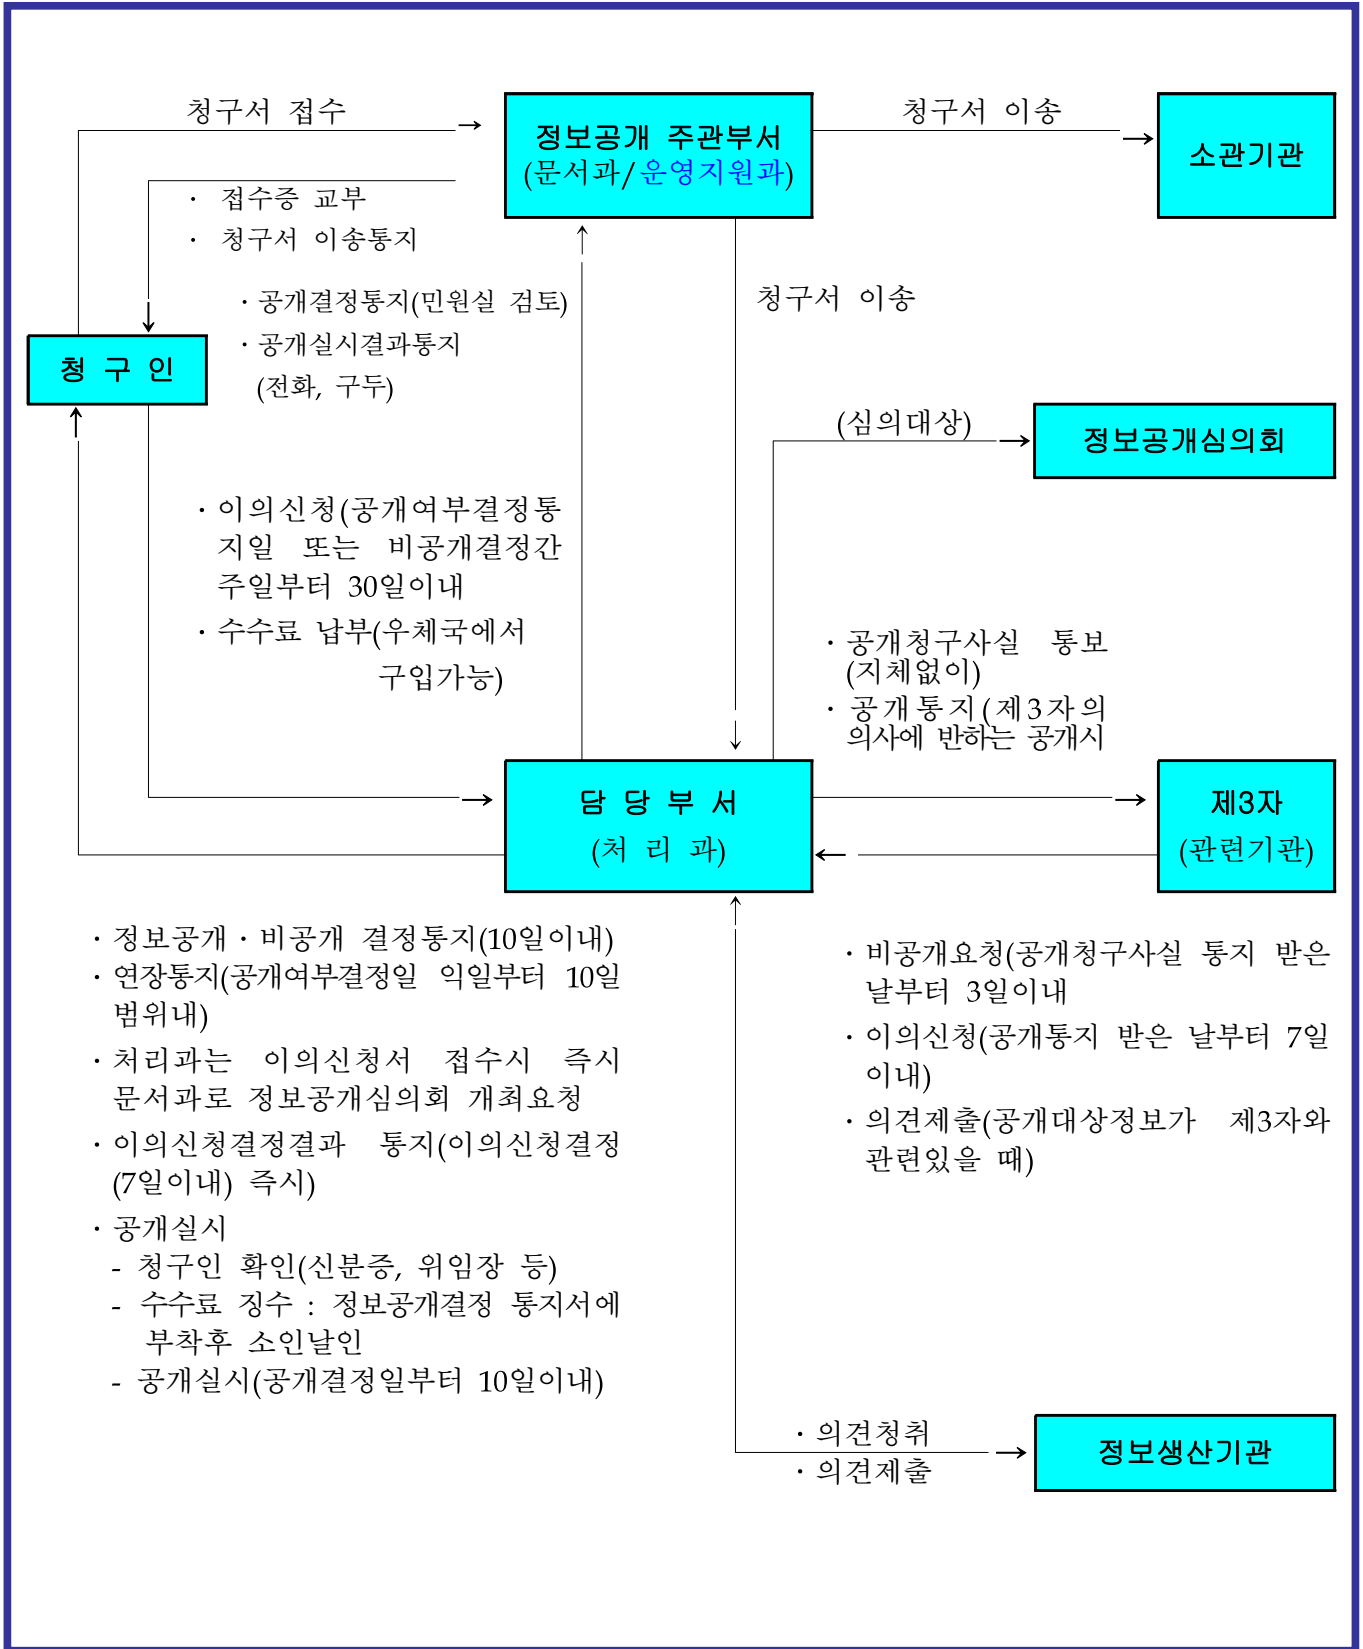 청구서 접수
정보공개 주관부서
(문서과/운영지원과)
청구서 이송
소관기관
· 접수증 교부
· 청구서 이송통지
· 공개결정통지(민원실 검토)
· 공개실시결과통지
(전화, 구두)
청구서 이송
청 구 인
(심의대상)
정보공개심의회
· 이의신청(공개여부결정통
지일 또는 비공개결정간
주일부터 30일이내
· 수수료 납부(우체국에서
구입가능)
· 공개청구사실 통보
(지체없이)
· 공개통지(제3자의
의사에 반하는 공개시
담 당 부 서
(처 리 과)
제3자
(관련기관)
· 정보공개 · 비공개 결정통지(10일이내)
· 연장통지(공개여부결정일 익일부터 10일
범위내)
· 처리과는 이의신청서 접수시 즉시
문서과로 정보공개심의회 개최요청
· 이의신청결정결과 통지(이의신청결정
(7일이내) 즉시)
· 공개실시
- 청구인 확인(신분증, 위임장 등)
- 수수료 징수 : 정보공개결정 통지서에
부착후 소인날인
- 공개실시(공개결정일부터 10일이내)
· 비공개요청(공개청구사실 통지 받은
날부터 3일이내
· 이의신청(공개통지 받은 날부터 7일
이내)
· 의견제출(공개대상정보가 제3자와
관련있을 때)
· 의견청취
· 의견제출
정보생산기관